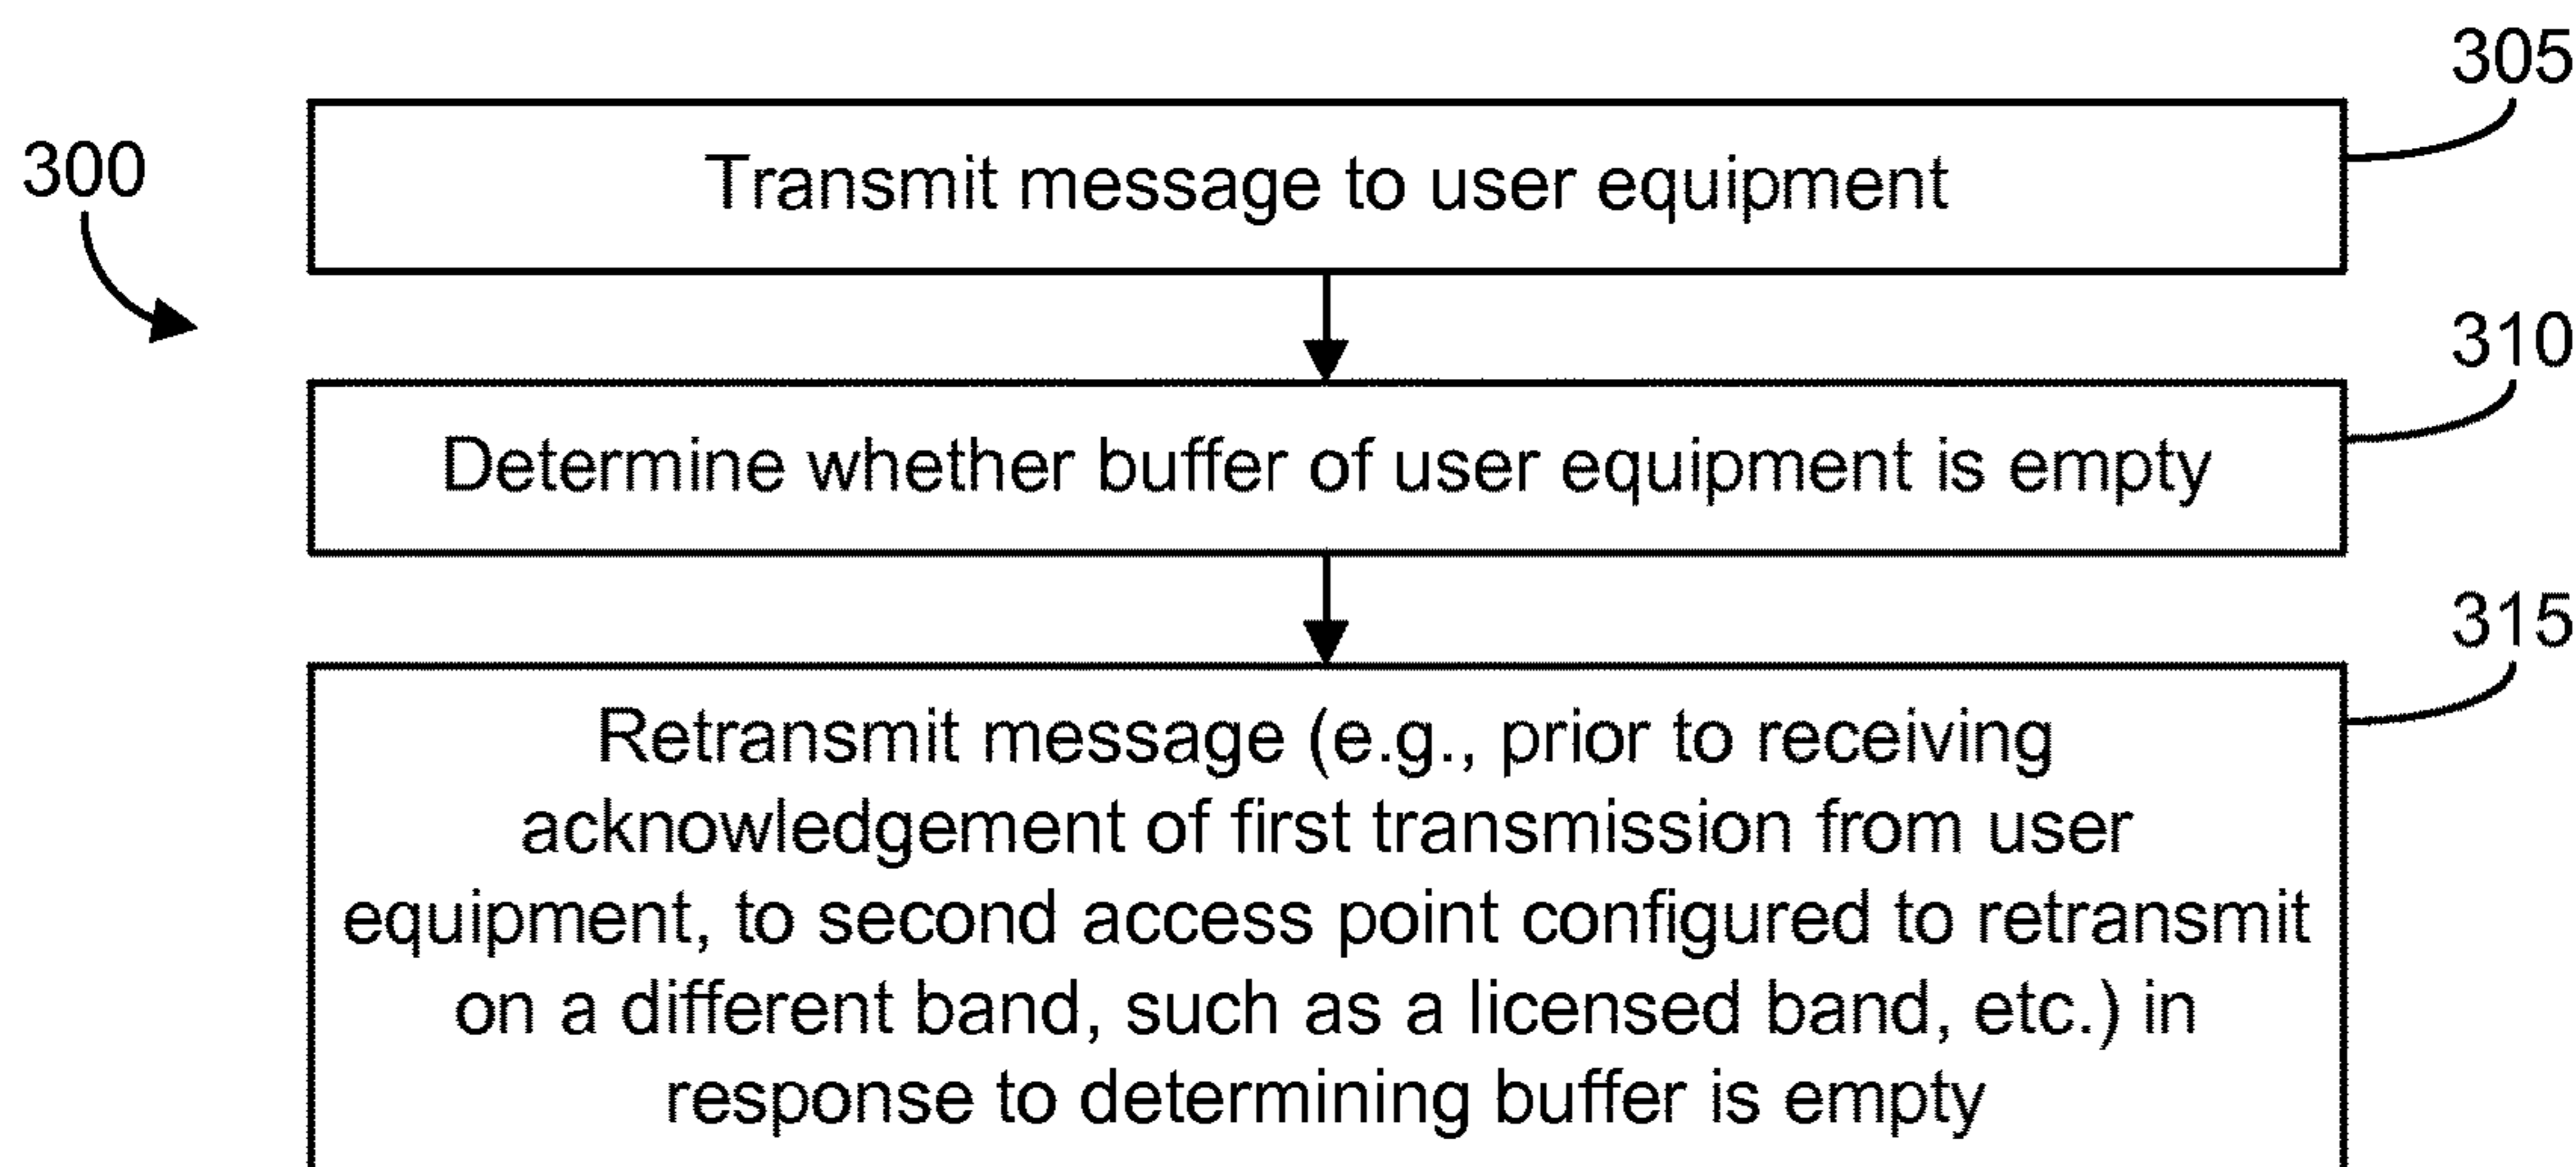 305
300
Transmit message to user equipment
310
Determine whether buffer of user equipment is empty
315
Retransmit message (e.g., prior to receiving
acknowledgement of first transmission from user
equipment, to second access point configured to retransmit
on a different band, such as a licensed band, etc.) in
response to determining buffer is empty